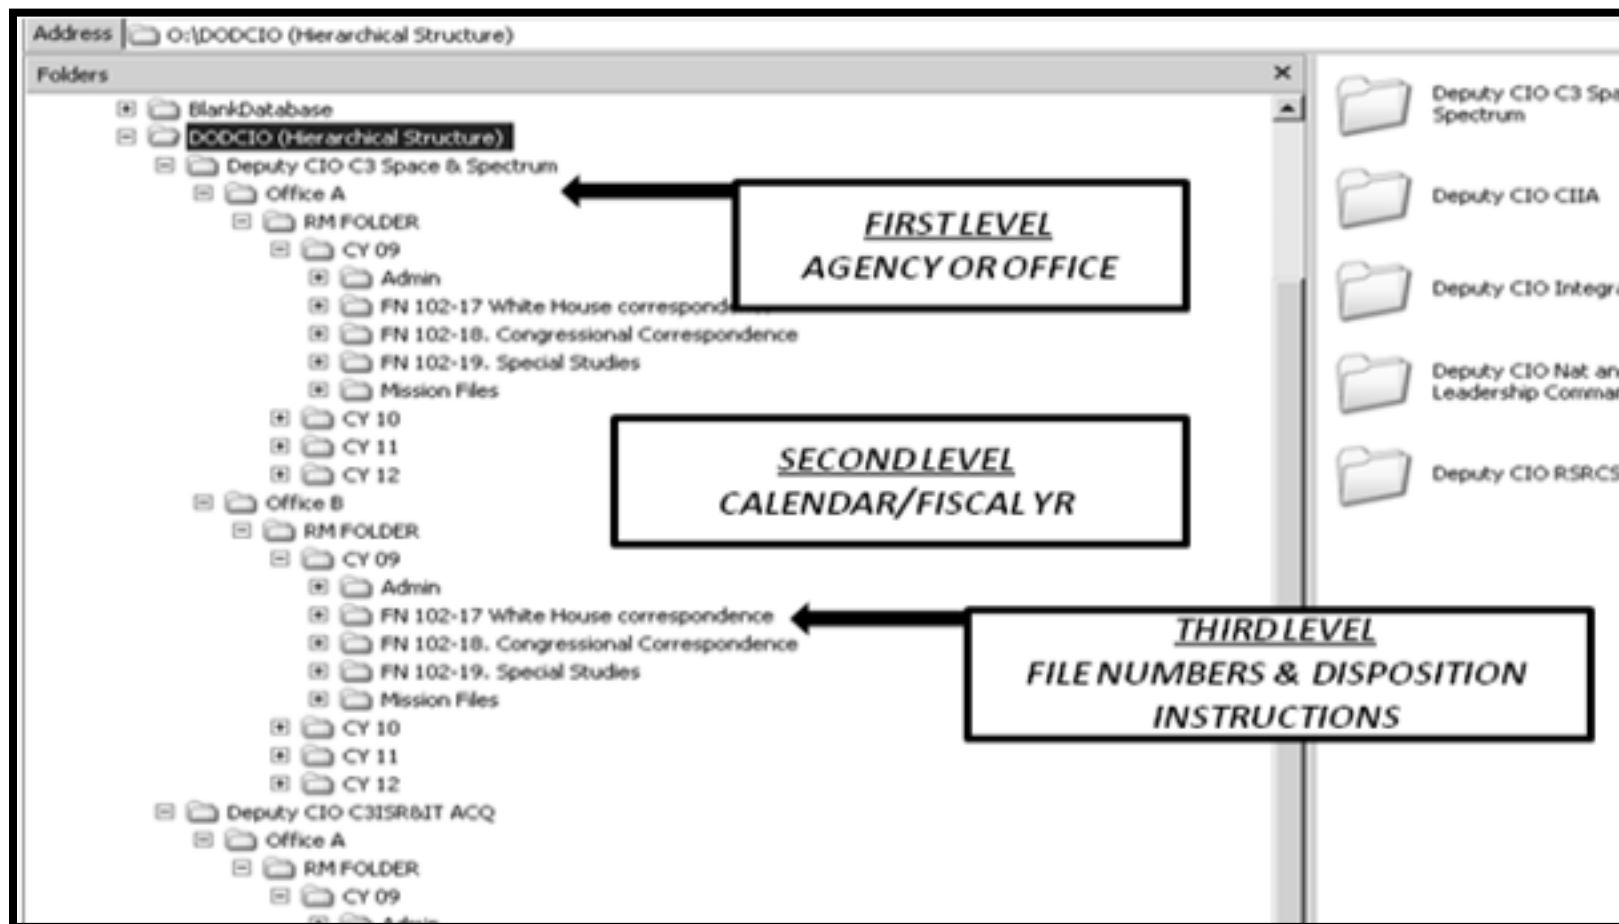 Address O:\DODCIO (Hierarchical Structure)
Folders
BlankDatabase
DODCIO (Hierarchical Structure)
Deputy CIO C3 Space & Spectrum
Office A
RM FOLDER
CY 09
Admin
FN 102-17 White House
FN 102-18. Congressional Correspondence
FN 102-19. Special Studies
Mission Files
CY 10
CY 11
CY 12
Office B
RM FOLDER
CY 09
Admin
FN 102-17 White House correspondence
FN 102-18. Congressional Correspondence
FN 102-19. Special Studies
Mission Files
CY 10
CY 11
CY 12
Deputy CIO C3ISR&IT ACQ
Office A
RM FOLDER
CY 09
Admin
FIRST LEVEL
AGENCY OR OFFICE
SECOND LEVEL
CALENDAR/FISCAL YR
THIRD LEVEL
FILE NUMBERS & DISPOSITION
INSTRUCTIONS
Deputy CIO C3
Spectrum
Deputy CIO CIIA
Deputy CIO
Deputy CIO Nat
Leadership
Deputy CIO RSRCS